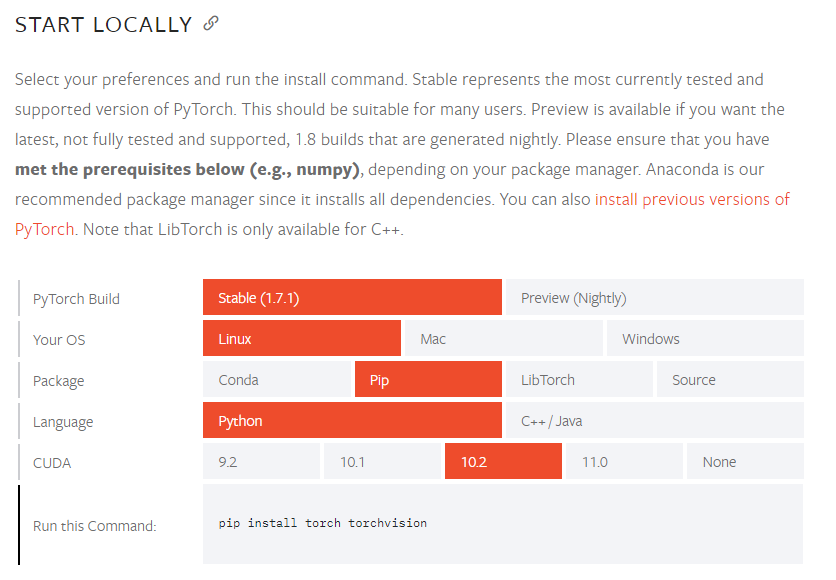 START LOCALLY
Select your preferences and run the install command. Stable represents the most currently tested and
supported version of PyTorch. This should be suitable for many users. Preview is available if you want the
latest, not fully tested and supported, 1.8 builds that are generated nightly. Please ensure that you have
met the prerequisites below (e.g., numpy), depending on your package manager. Anaconda is our
recommended package manager since it installs all dependencies. You can also install previous versions of
PyTorch. Note that LibTorch is only available for C++.
PyTorch Build Stable (1.7.1) Preview (Nightly)
Your OS Linux Mac Windows
Package Conda Pip LibTorch Source
Language Python C++ / Java
CUDA 9.2 10.1 10.2 11.0 None
Run this Command: pip install torch torchvision